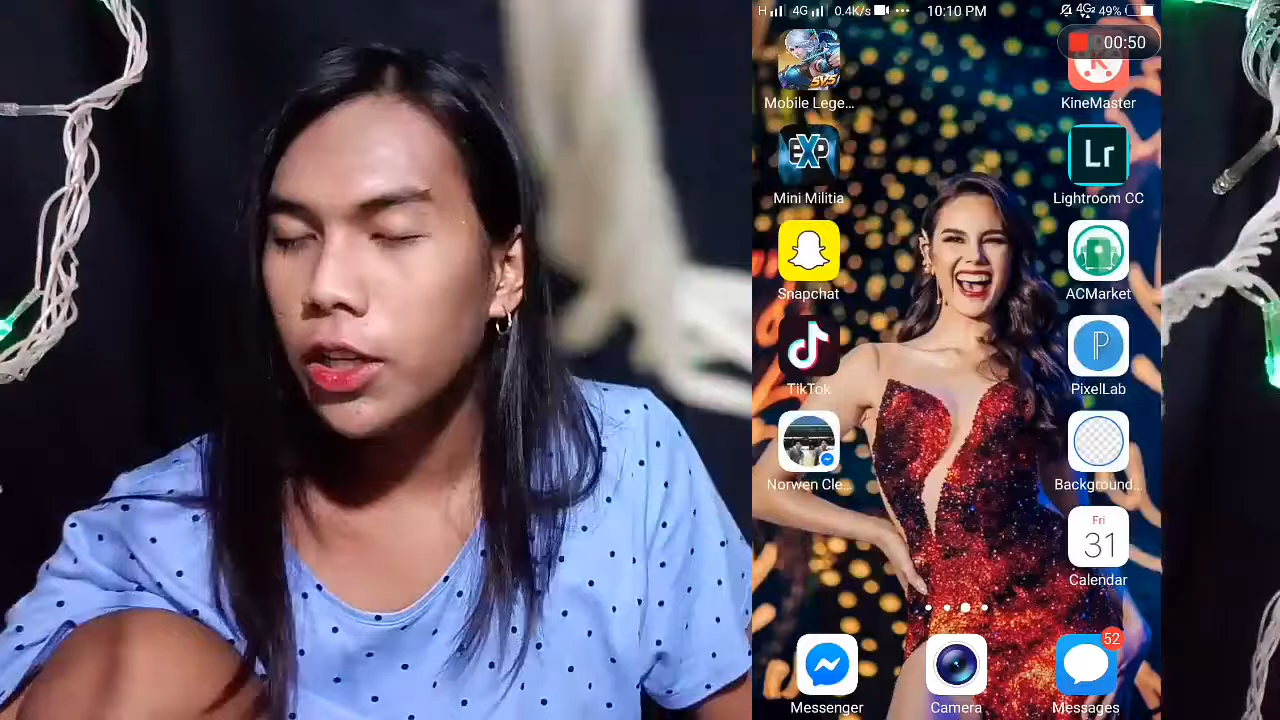 H 4G 0.4K/s ... 10:10 PM 4G 49%
00:50
Mobile Lege...
KineMaster
5V5!
K
EXP
Lr
Mini Militia
Lightroom CC
Snapchat
ACMarket
P
TikTok
PixelLab
Norwen Cle...
Background...
Fri
31
Calendar
52
Messenger
Camera
Messages